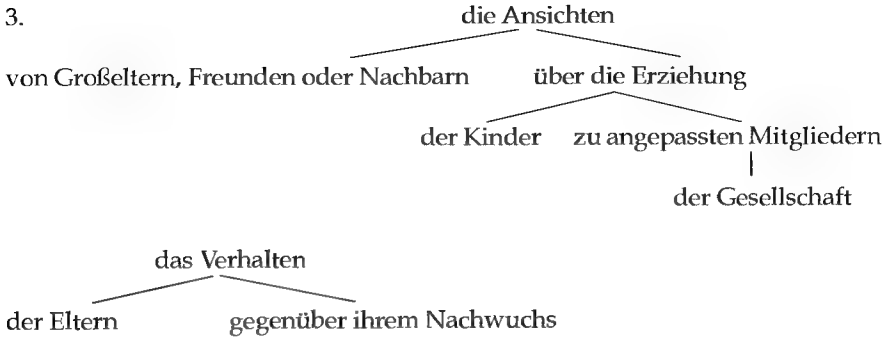 3.
die Ansichten
von Großeltern, Freunden oder Nachbarn über die Erziehung
der Kinder zu angepassten Mitgliedern
der Gesellschaft
das Verhalten
der Eltern gegenüber ihrem Nachwuchs